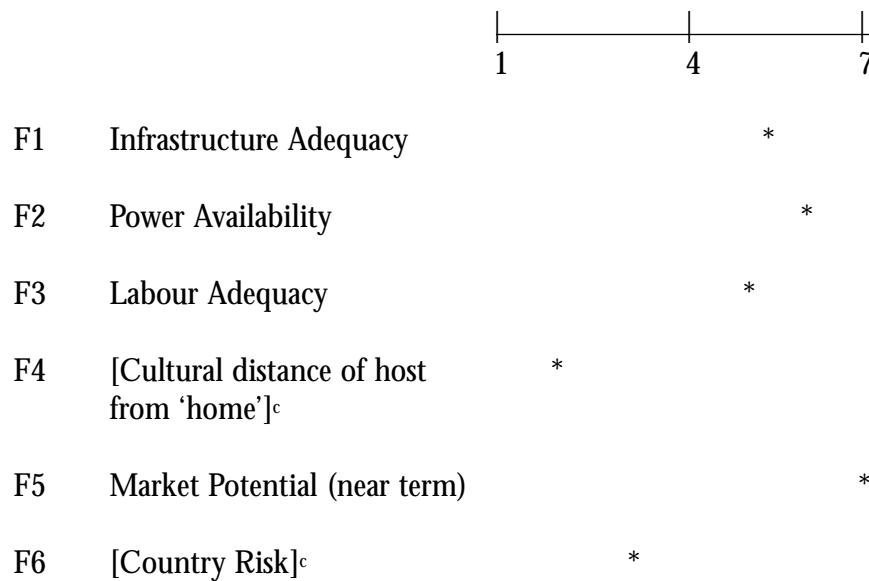 1 4 7
F1 Infrastructure Adequacy *
F2 Power Availability *
F3 Labour Adequacy *
F4 [Cultural distance of host *
from ‘home’]c
F5 Market Potential (near term) *
F6 [Country Risk]c *